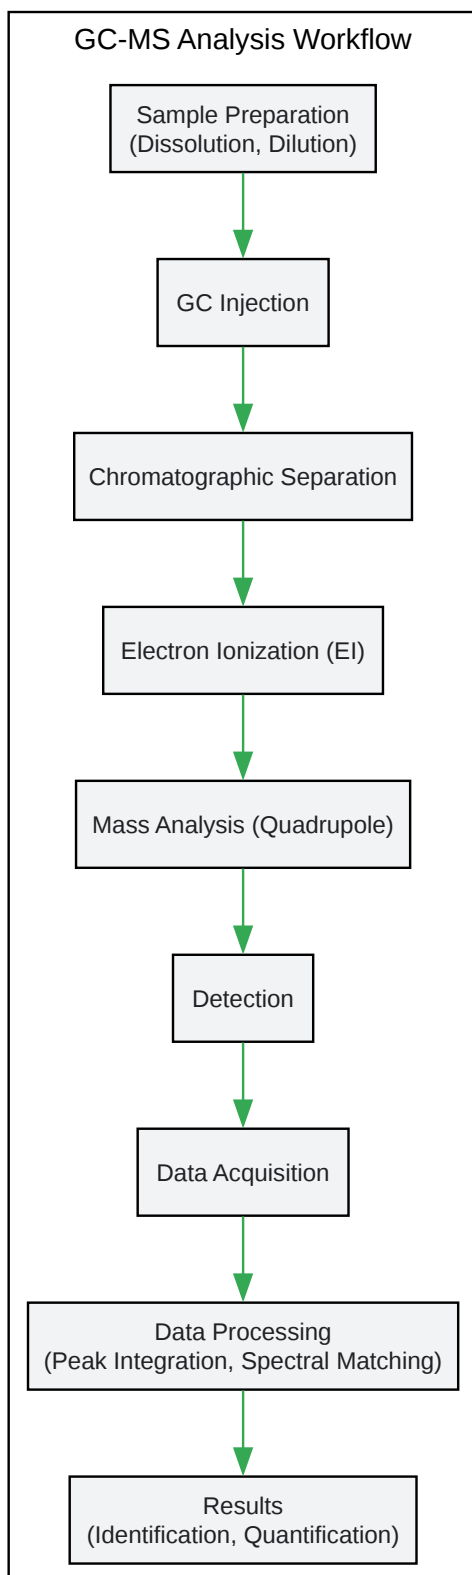 GC-MS Analysis Workflow
Sample Preparation
(Dissolution, Dilution)
GC Injection
Chromatographic Separation
Electron Ionization (EI)
Mass Analysis (Quadrupole)
Detection
Data Acquisition
Data Processing
(Peak Integration, Spectral Matching)
Results
(Identification, Quantification)